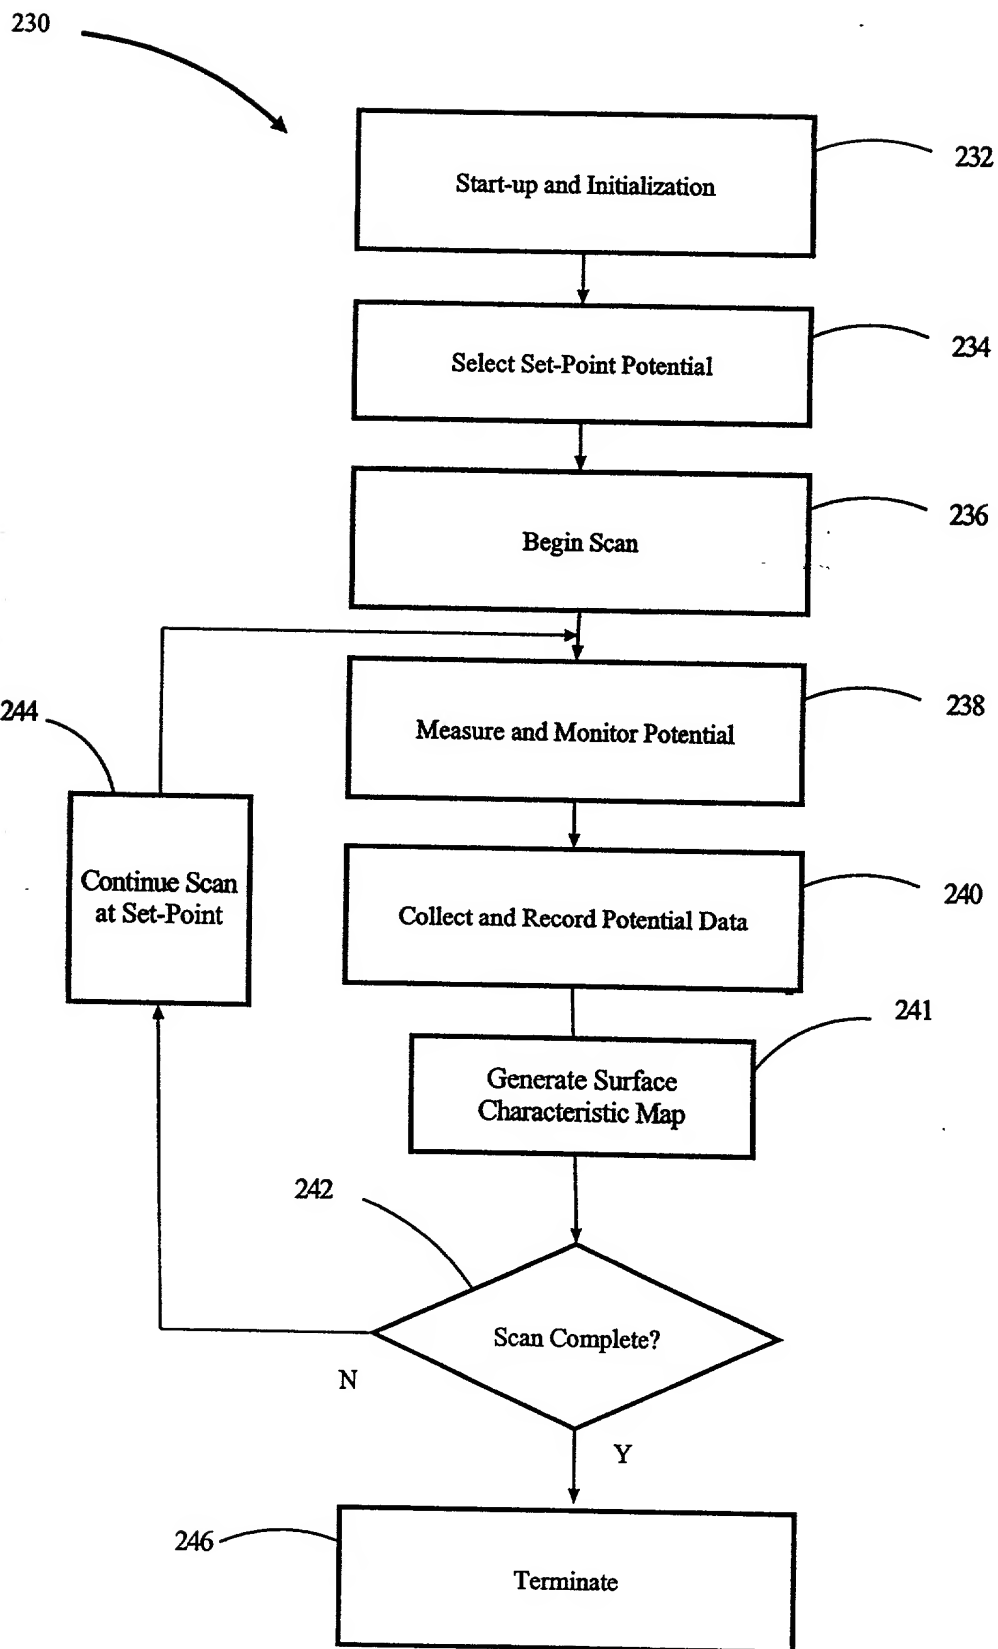 230
Start-up and Initialization
232
Select Set-Point Potential
234
Begin Scan
236
Measure and Monitor Potential
238
244
Continue Scan
at Set-Point
Collect and Record Potential Data
240
241
Generate Surface
Characteristic Map
242
Scan Complete?
N
Y
246
Terminate